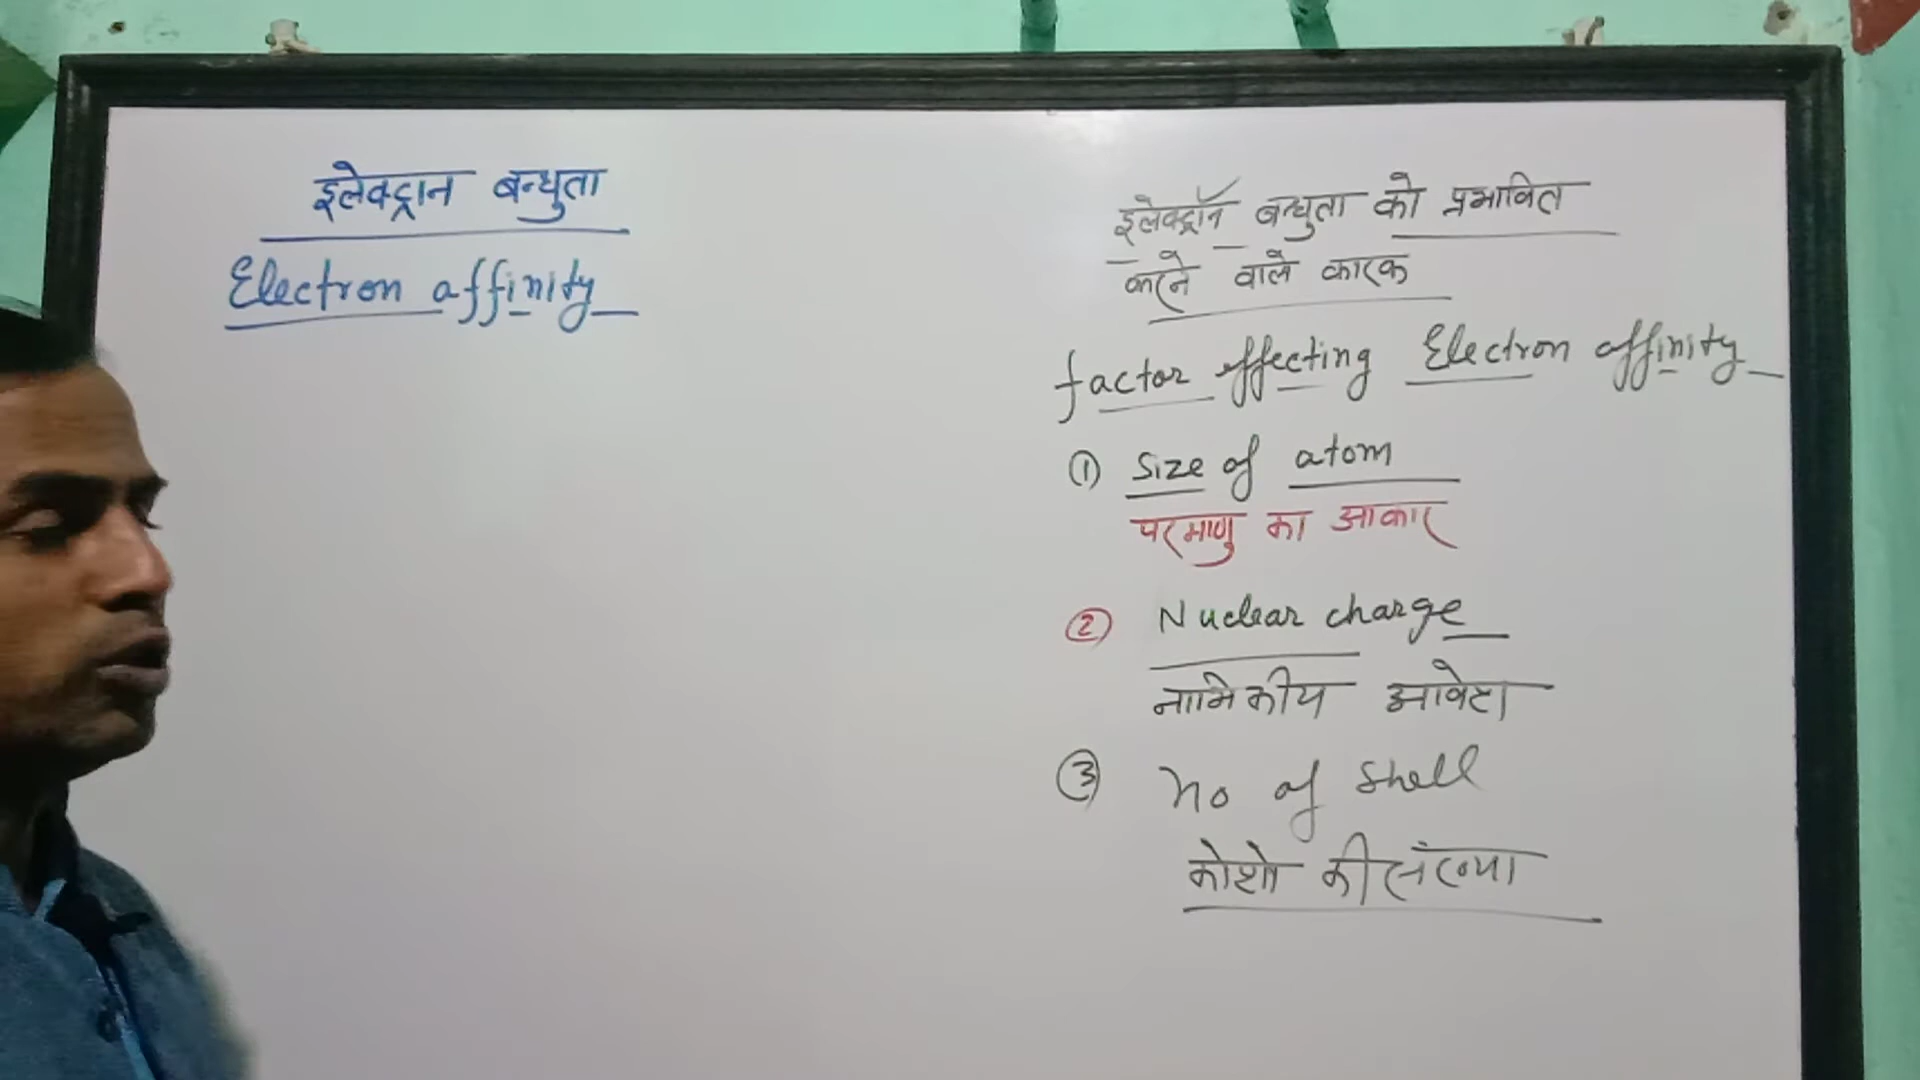 इलेक्ट्रान बन्धुता
Electron affinity
इलेक्ट्रॉन बन्धुता को प्रभावित
करने वाले कारक
factor effecting Electron affinity
① Size of atom
परमाणु का आकार
② Nuclear charge
नाभिकीय आवेश
③ No of shell
कोशो की संख्या